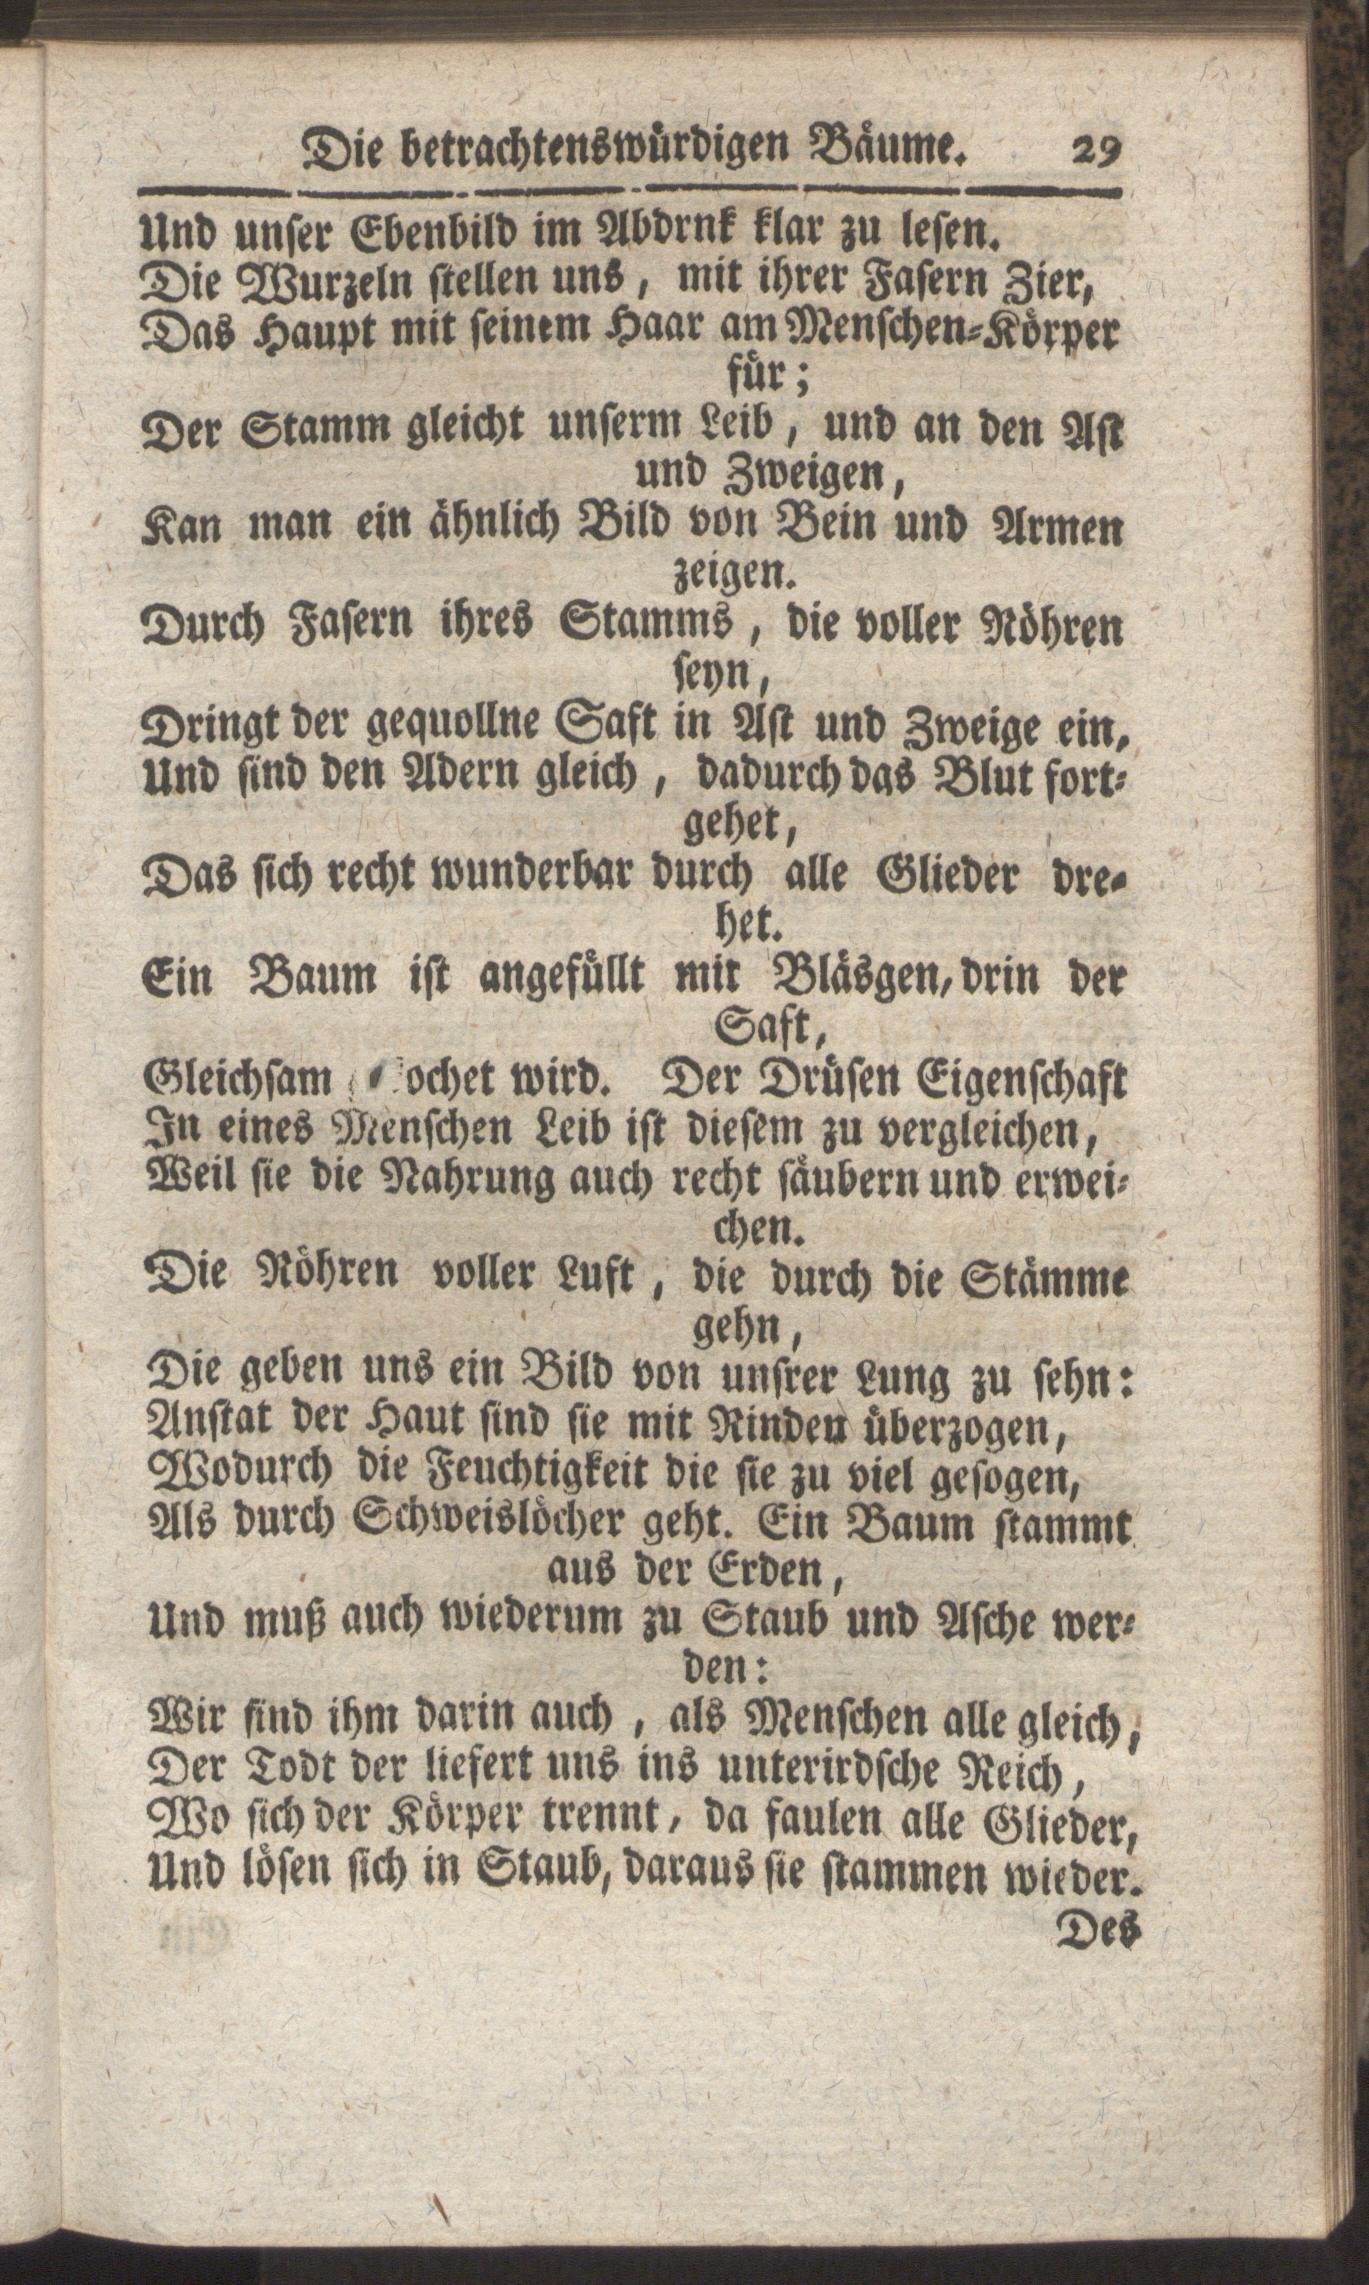 Die betrachtenswürdigen Bäume. 29
Und unser Ebenbild im Abdrnk klar zu lesen.
Die Wurzeln stellen uns, mit ihrer Fasern Zier,
Das Haupt mit seinem Haar am Menschen-Körper
für;
Der Stamm gleicht unserm Leib, und an den Ast
und Zweigen,
Kan man ein ähnlich Bild von Bein und Armen
zeigen.
Durch Fasern ihres Stamms, die voller Röhren
seyn,
Dringt der gequollne Saft in Ast und Zweige ein,
Und sind den Adern gleich, dadurch das Blut fort-
gehet,
Das sich recht wunderbar durch alle Glieder dre-
het.
Ein Baum ist angefüllt mit Bläsgen, drin der
Saft,
Gleichsam wird. Der Drüsen Eigenschaft
In eines Menschen Leib ist diesem zu vergleichen,
Weil sie die Nahrung auch recht säubern und erwei-
chen.
Die Röhren voller Luft, die durch die Stämme
gehn,
Die geben uns ein Bild von unsrer Lung zu sehn:
Anstat der Haut sind sie mit Rinden überzogen,
Wodurch die Feuchtigkeit die sie zu viel gesogen,
Als durch Schweislöcher geht. Ein Baum stammt
aus der Erden,
Und muß auch wiederum zu Staub und Asche wer-
den:
Wir sind ihm darin auch, als Menschen alle gleich,
Der Todt der liefert uns ins unterirdsche Reich,
Wo sich der Körper trennt, da faulen alle Glieder,
Und lösen sich in Staub, daraus sie stammen wieder.
Des